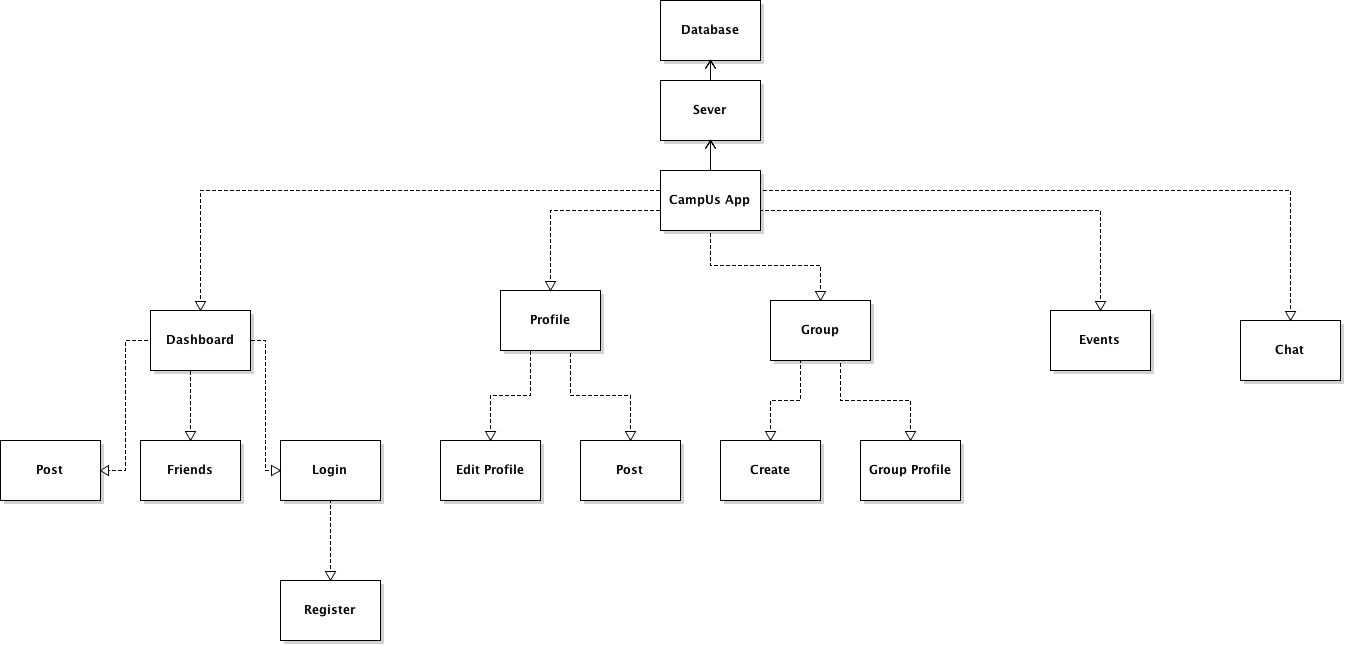 Database
Sever
CampUs App
Dashboard
Profile
Group
Events
Chat
Post
Friends
Login
Edit Profile
Post
Create
Group Profile
Register